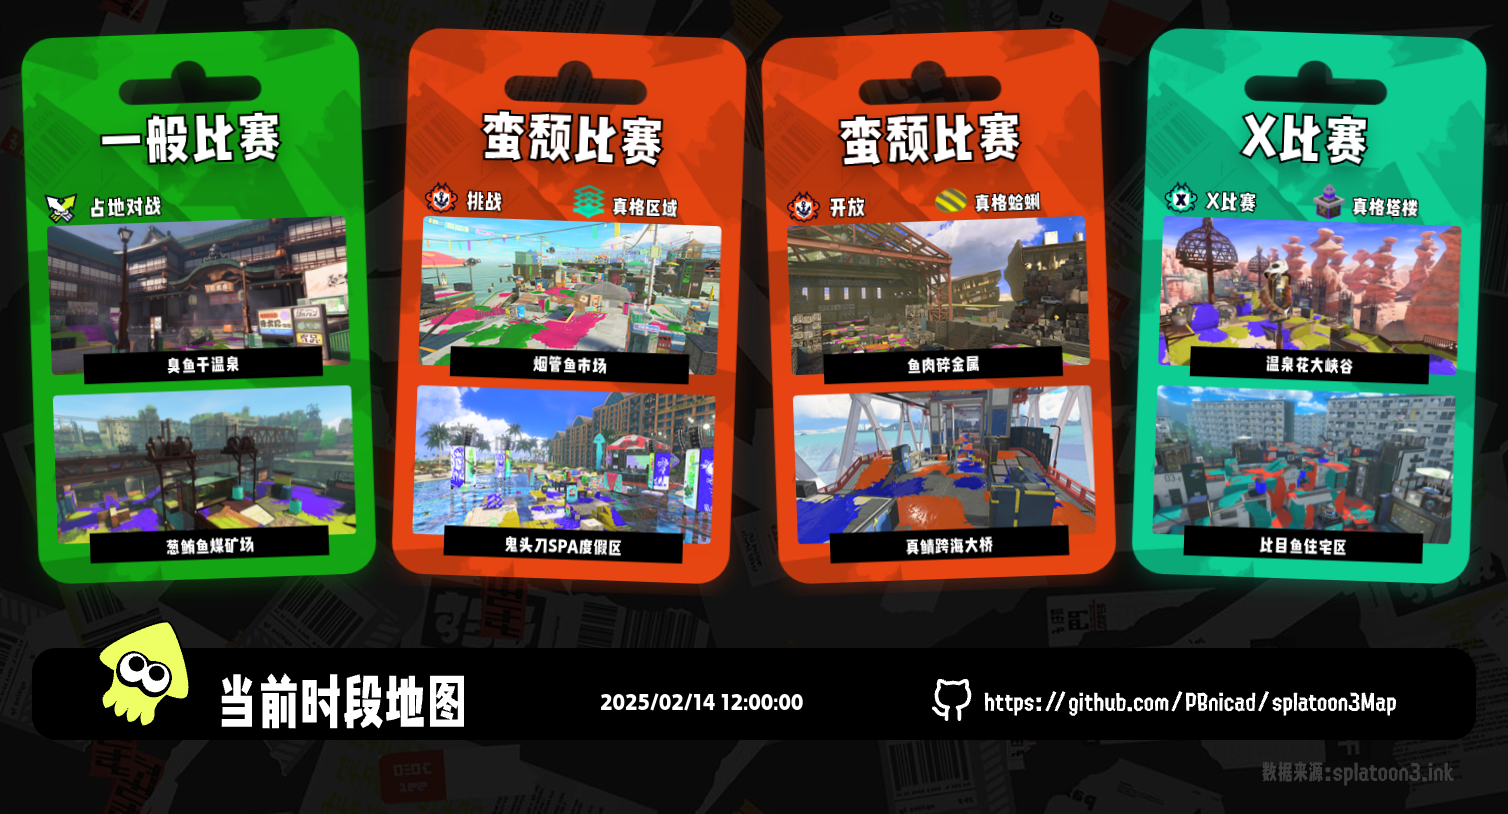 一般比赛
占地对战
臭鱼干温泉
葱鲔鱼煤矿场
蛮颓比赛
挑战
真格区域
烟管鱼市场
鬼头刀SPA度假区
蛮颓比赛
开放
真格蛤蜊
鱼肉碎金属
真鲭跨海大桥
X比赛
X比赛
真格塔楼
温泉花大峡谷
比目鱼住宅区
当前时段地图
2025/02/14 12:00:00
https://github.com/PBnicad/splatoon3Map
数据来源:splatoon3.ink